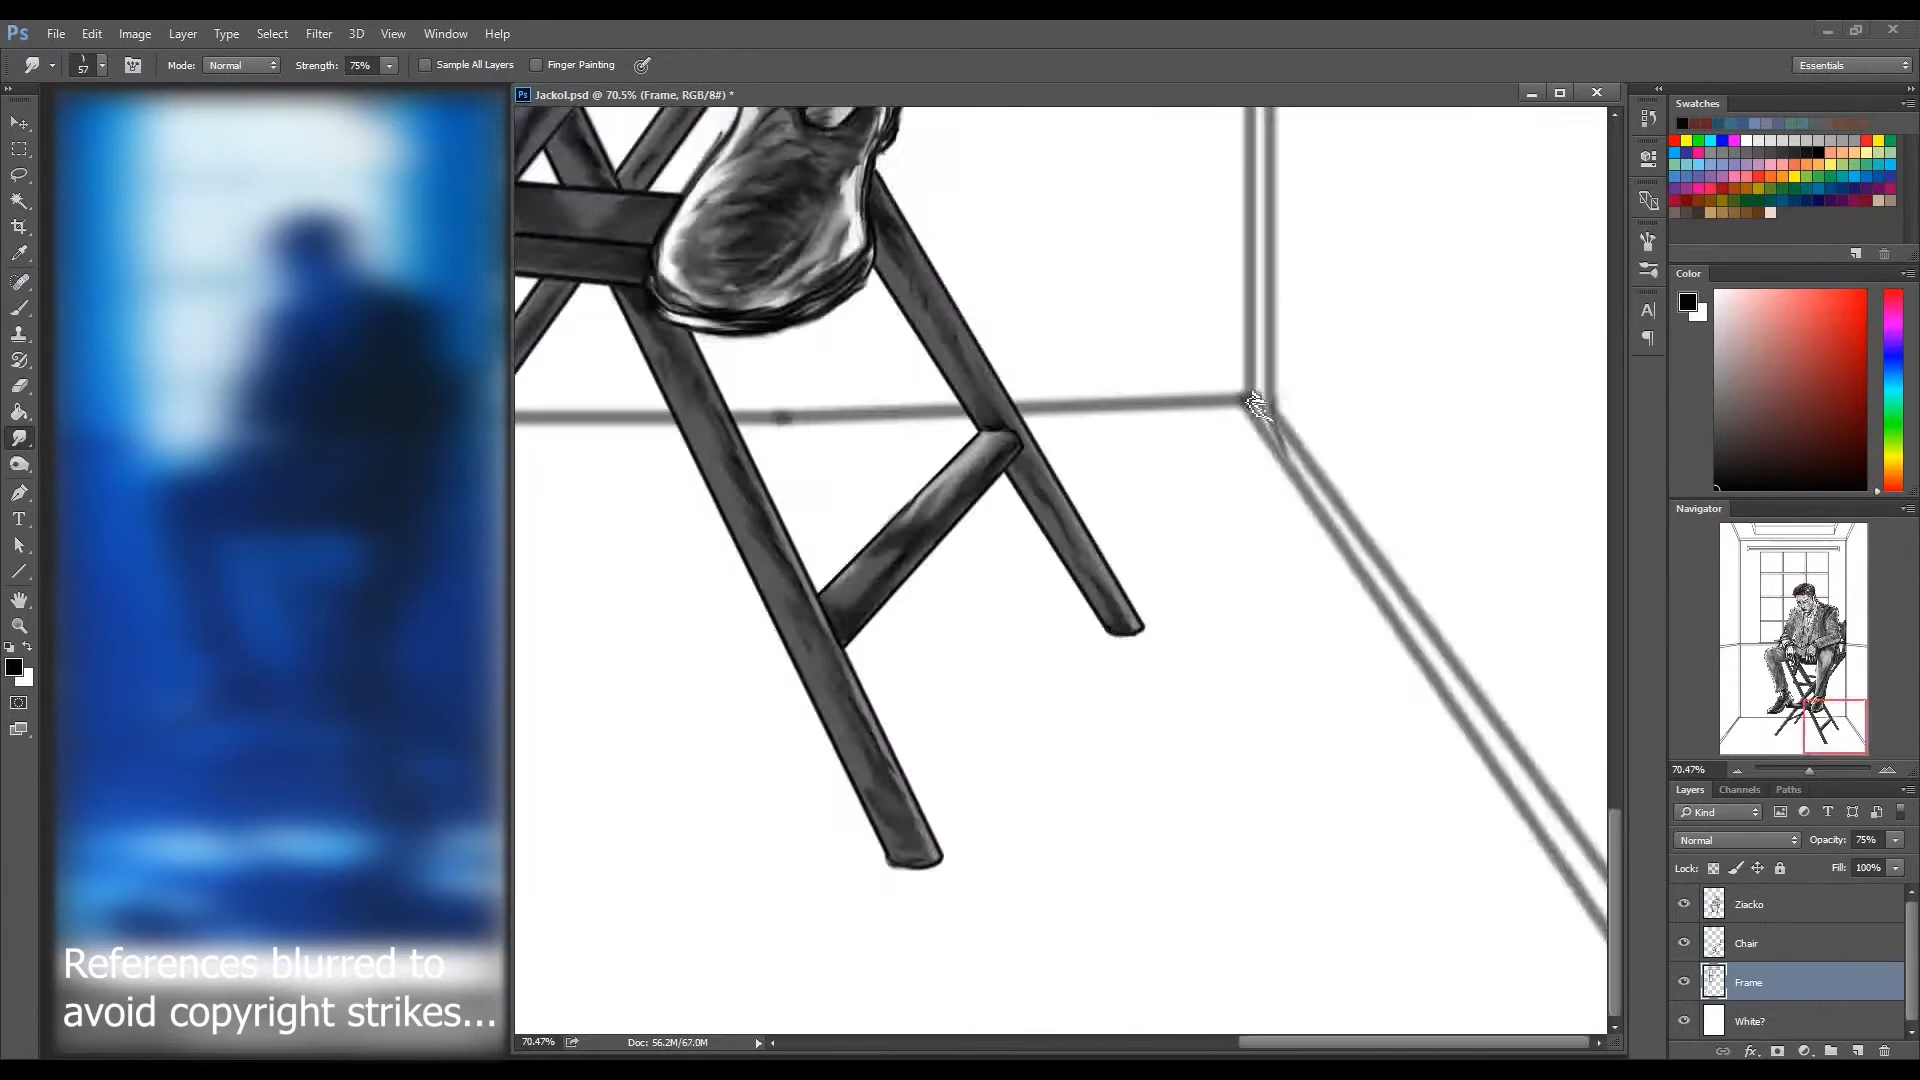 Ps File Edit Image Layer Type Select Filter 3D View Window Help
57 Mode: Normal Strength: 75% Sample All Layers Finger Painting Essentials
Ps Jackol.psd @ 70.5% (Frame, RGB/8#) *
Swatches
Color
Navigator
70.47%
Layers Channels Paths
Kind
Normal Opacity: 75%
Lock: Fill: 100%
Ziacko
Chair
Frame
White?
fx
70.47% Doc: 56.2M/67.0M
References blurred to
avoid copyright strikes...